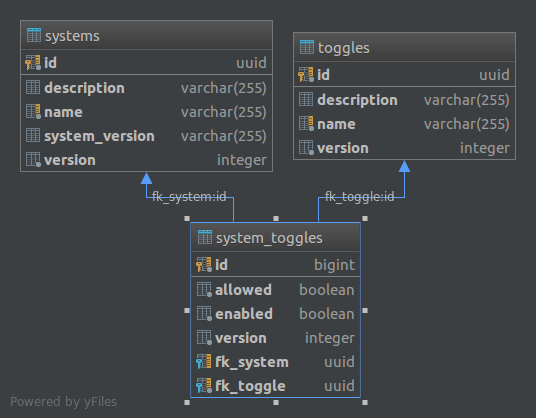 systems
id uuid
description varchar(255)
name varchar(255)
system_version varchar(255)
version integer
toggles
id uuid
description varchar(255)
name varchar(255)
version integer
fk_system:id
fk_toggle:id
system_toggles
id bigint
allowed boolean
enabled boolean
version integer
fk_system uuid
fk_toggle uuid
Powered by yFiles